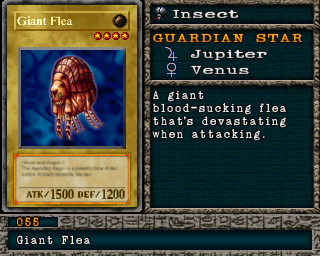 Giant Flea
ATK/1500 DEF/1200
Insect
GUARDIAN STAR
Jupiter
Venus
A giant
blood-sucking flea
that's devastating
when attacking.
055
Giant Flea